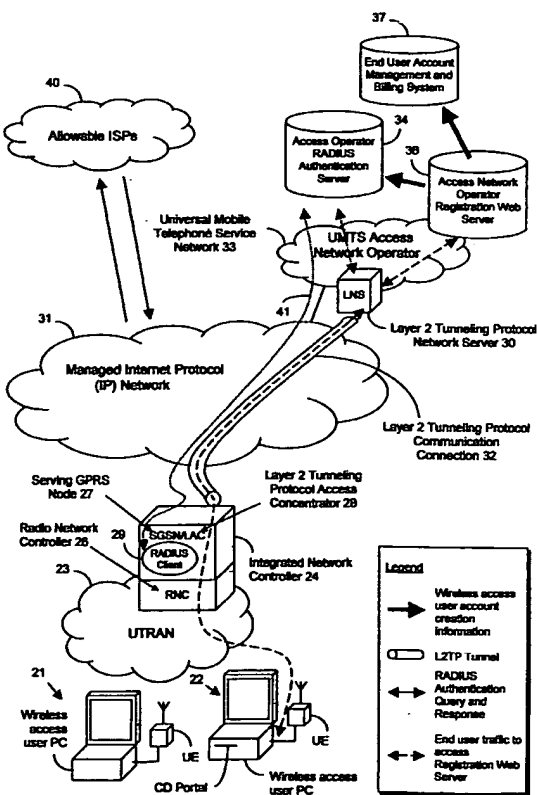 37
End User Account
Management and
Billing System
40
Allowable ISPs
34
Access Operator
RADIUS
Authentication
Server
36
Access Network
Operator
Registration Web
Server
Universal Mobile
Telephone Service
Network 33
UMTS Access
Network Operator
LNS
41
Layer 2 Tunneling Protocol
Network Server 30
31
Managed Internet Protocol
(IP) Network
Layer 2 Tunneling Protocol
Communication
Connection 32
Serving GPRS
Node 27
Layer 2 Tunneling
Protocol Access
Concentrator 28
Radio Network
Controller 26
29
SGSN/LAC
RADIUS
Client
Integrated Network
Controller 24
23
RNC
UTRAN
21
22
Wireless
access
user PC
UE
UE
CD Portal
Wireless access
user PC
Legend
Wireless access
user account
creation
information
L2TP Tunnel
RADIUS
Authentication
Query and
Response
End user traffic to
access
Registration Web
Server